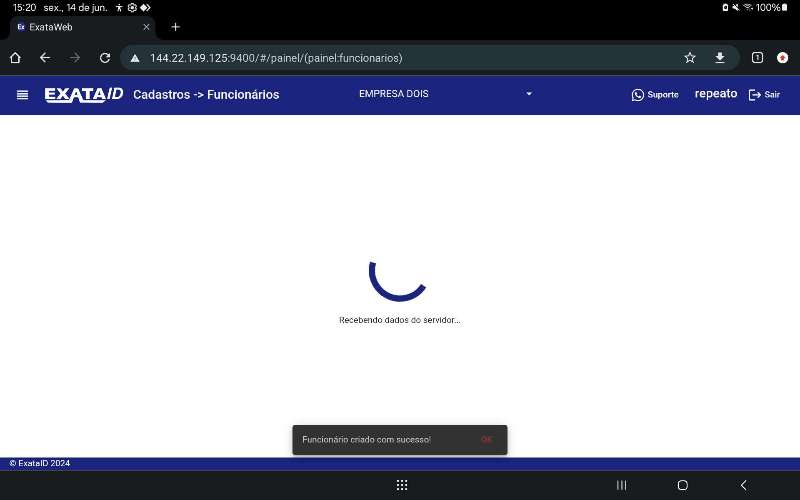 15:20 sex., 14 de jun. 100%
Ex ExataWeb
144.22.149.125:9400/#/painel/(painel:funcionarios) 1
EXATAID Cadastros -> Funcionários EMPRESA DOIS Suporte repeato Sair
Recebendo dados do servidor...
Funcionário criado com sucesso! OK
© ExataID 2024